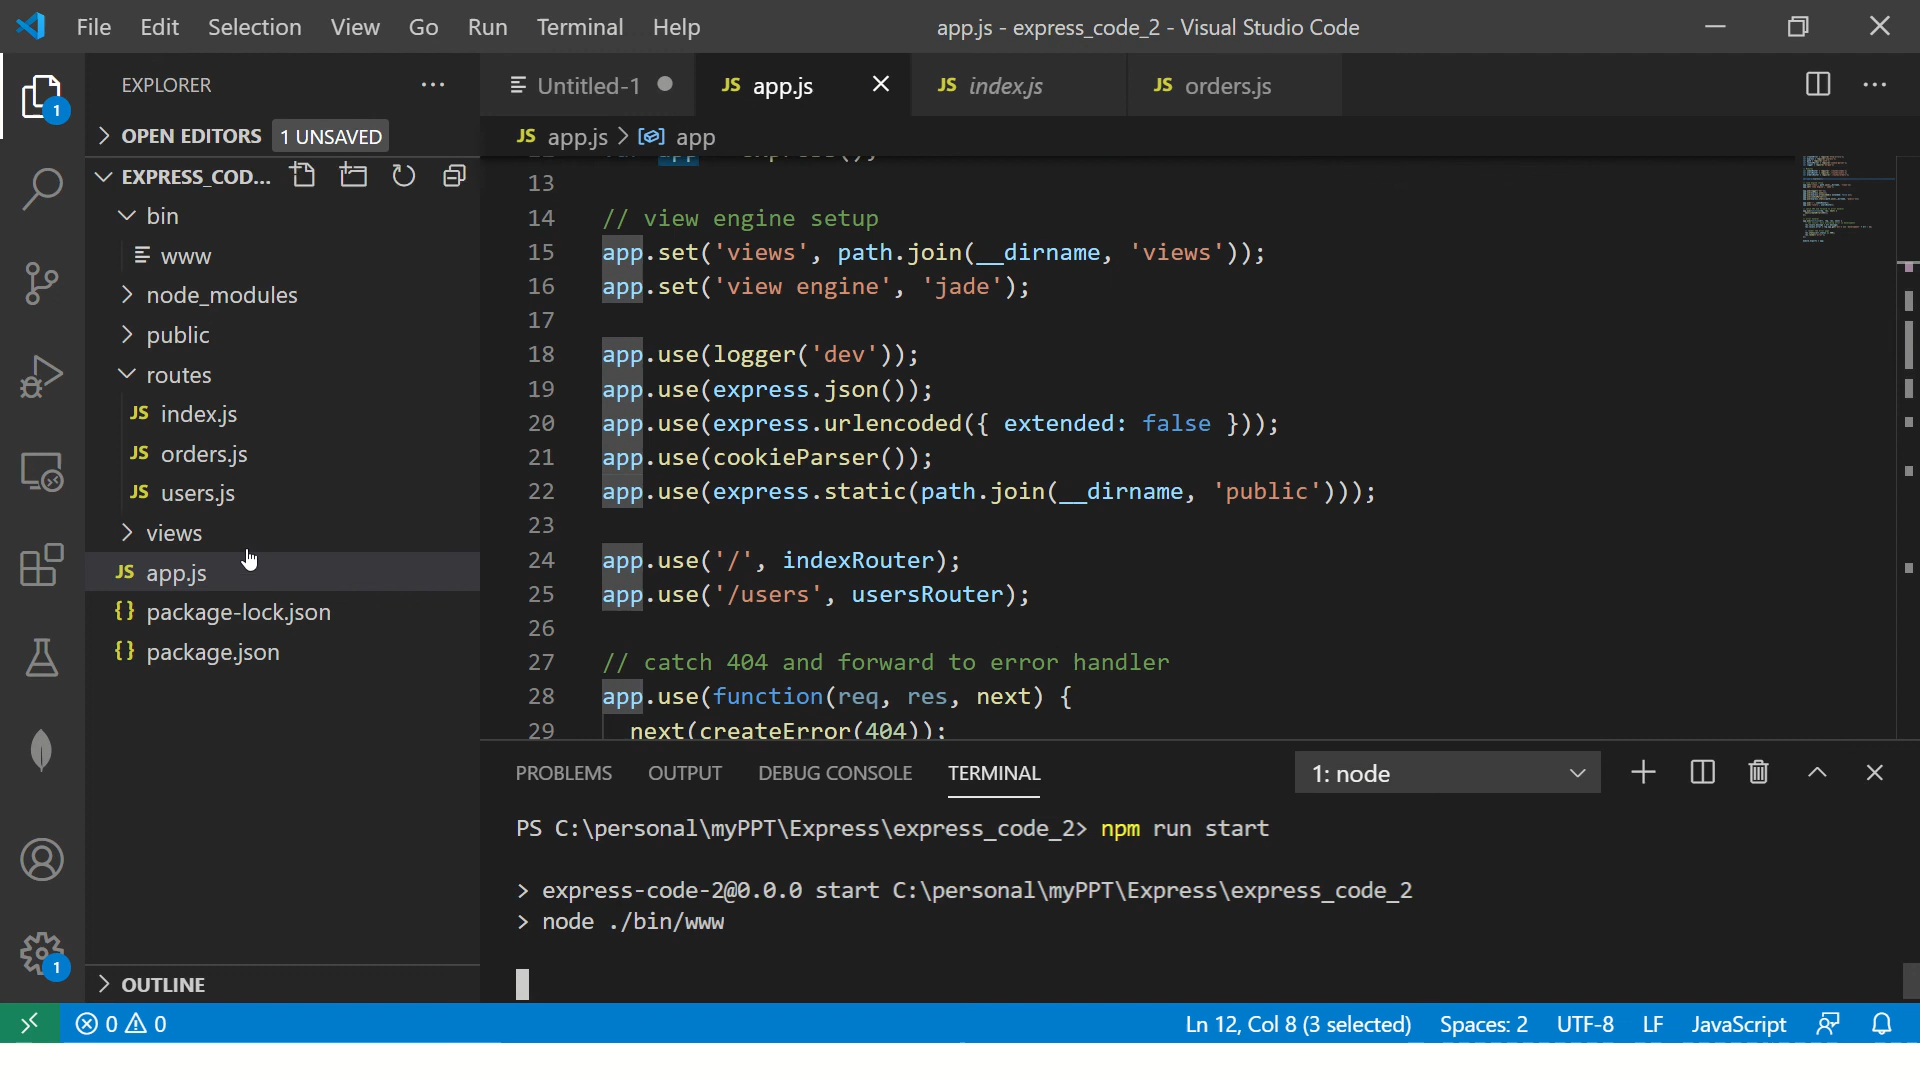 File Edit Selection View Go Run Terminal Help
app.js - express_code_2 - Visual Studio Code
EXPLORER
Untitled-1
JS app.js
JS index.js
JS orders.js
OPEN EDITORS 1 UNSAVED
JS app.js > app
EXPRESS_COD...
bin
www
node_modules
public
routes
JS index.js
JS orders.js
JS users.js
views
JS app.js
{} package-lock.json
{} package.json
OUTLINE
13
14 // view engine setup
15 app.set('views', path.join(__dirname, 'views'));
16 app.set('view engine', 'jade');
17
18 app.use(logger('dev'));
19 app.use(express.json());
20 app.use(express.urlencoded({ extended: false }));
21 app.use(cookieParser());
22 app.use(express.static(path.join(__dirname, 'public')));
23
24 app.use('/', indexRouter);
25 app.use('/users', usersRouter);
26
27 // catch 404 and forward to error handler
28 app.use(function(req, res, next) {
29 next(createError(404));
PROBLEMS OUTPUT DEBUG CONSOLE TERMINAL
1: node
PS C:\personal\myPPT\Express\express_code_2> npm run start
> express-code-2@0.0.0 start C:\personal\myPPT\Express\express_code_2
> node ./bin/www
1
1
0 0
Ln 12, Col 8 (3 selected) Spaces: 2 UTF-8 LF JavaScript